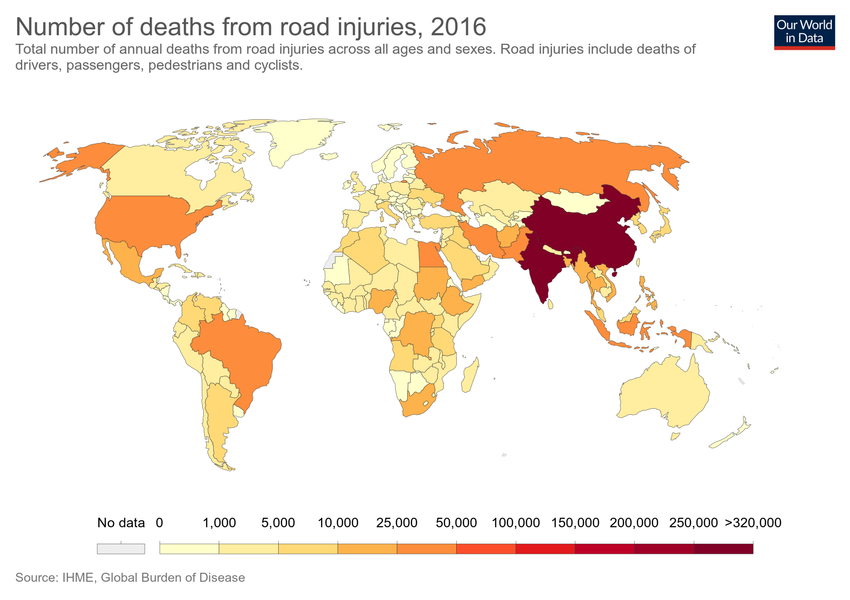 Number of deaths from road injuries, 2016
Our World
in Data
Total number of annual deaths from road injuries across all ages and sexes. Road injuries include deaths of
drivers, passengers, pedestrians and cyclists.
No data 0 1,000 5,000 10,000 25,000 50,000 100,000 150,000 200,000 250,000 >320,000
Source: IHME, Global Burden of Disease